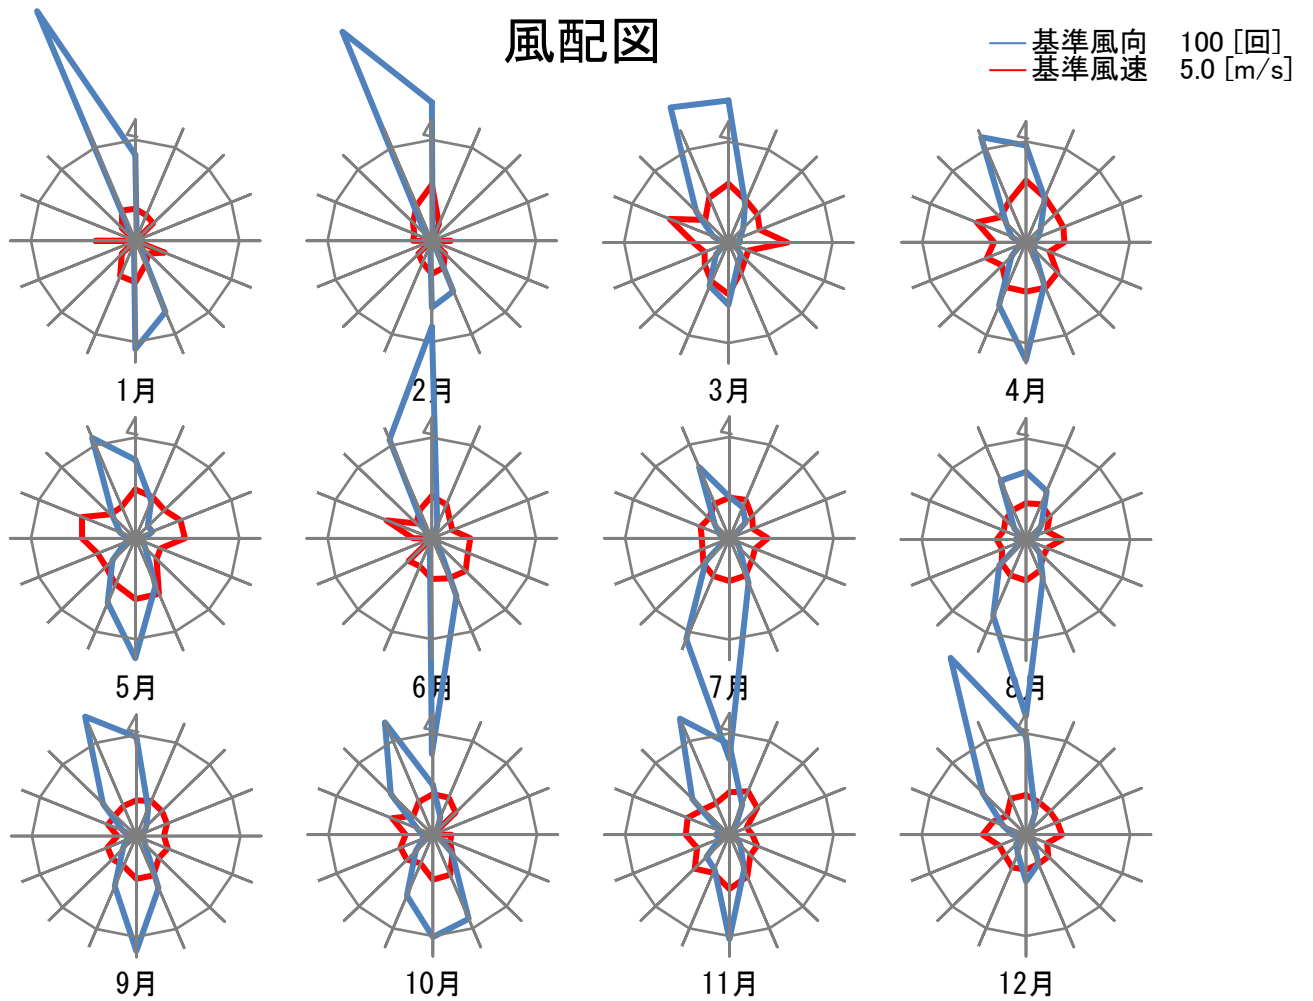 風配図
基準風向 100 [回]
基準風速 5.0 [m/s]
1月
2月
3月
4月
5月
6月
7月
8月
9月
10月
11月
12月